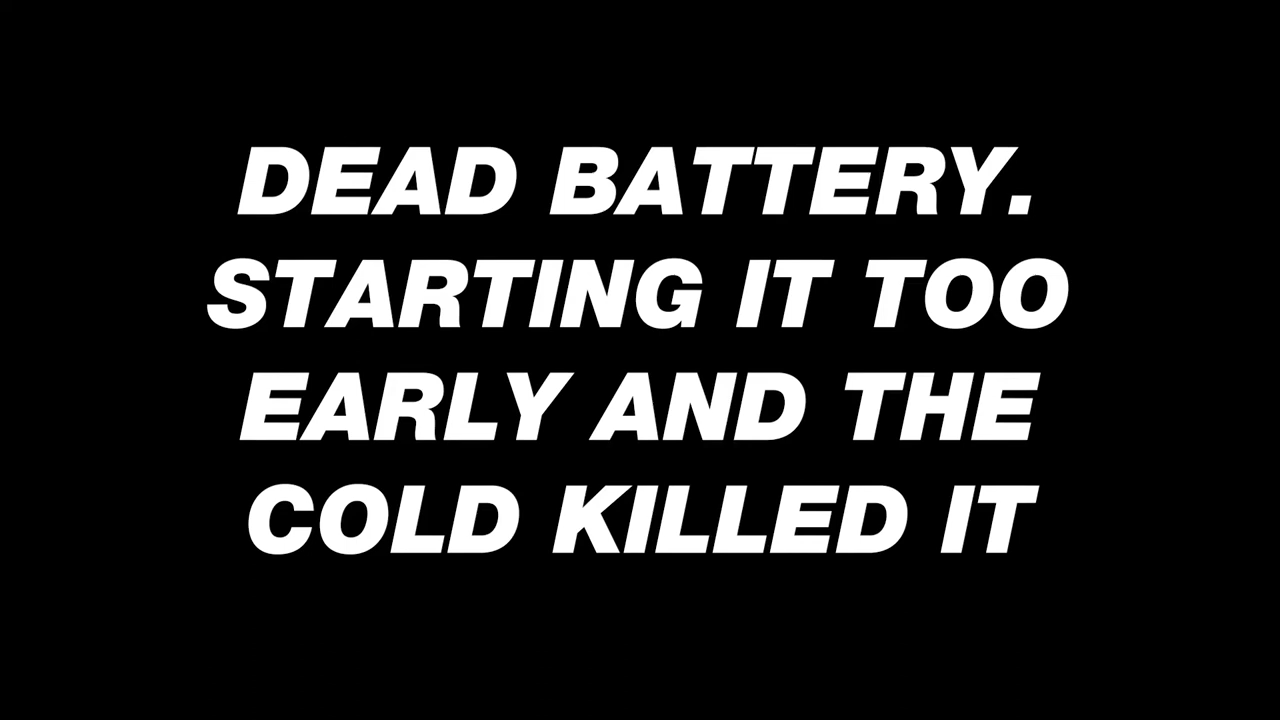 DEAD BATTERY.
STARTING IT TOO
EARLY AND THE
COLD KILLED IT